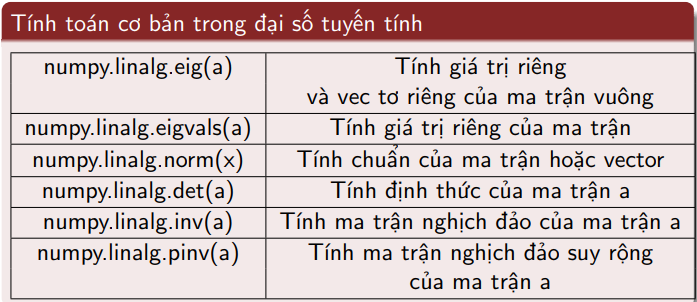 Tính toán cơ bản trong đại số tuyến tính
numpy.linalg.eig(a) Tính giá trị riêng
và vec tơ riêng của ma trận vuông
numpy.linalg.eigvals(a) Tính giá trị riêng của ma trận
numpy.linalg.norm(x) Tính chuẩn của ma trận hoặc vector
numpy.linalg.det(a) Tính định thức của ma trận a
numpy.linalg.inv(a) Tính ma trận nghịch đảo của ma trận a
numpy.linalg.pinv(a) Tính ma trận nghịch đảo suy rộng
của ma trận a